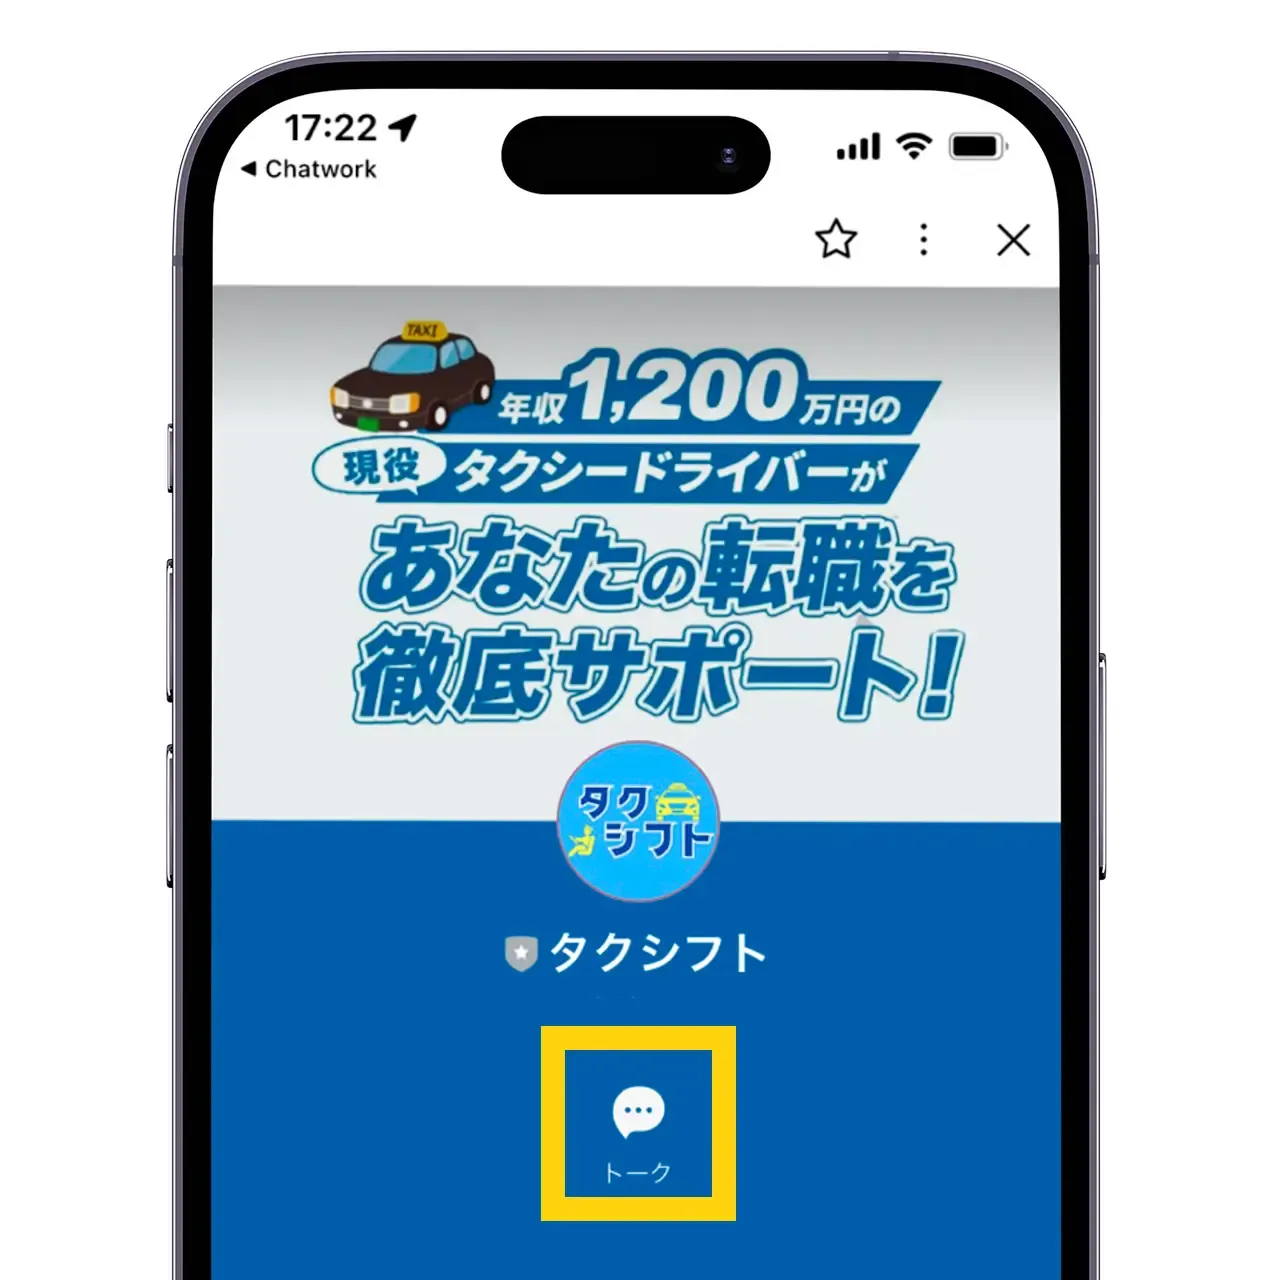 17:22
Chatwork
TAXI
年収1,200万円の
現役 タクシードライバーが
あなたの転職を
徹底サポート!
タク
シフト
タクシフト
トーク